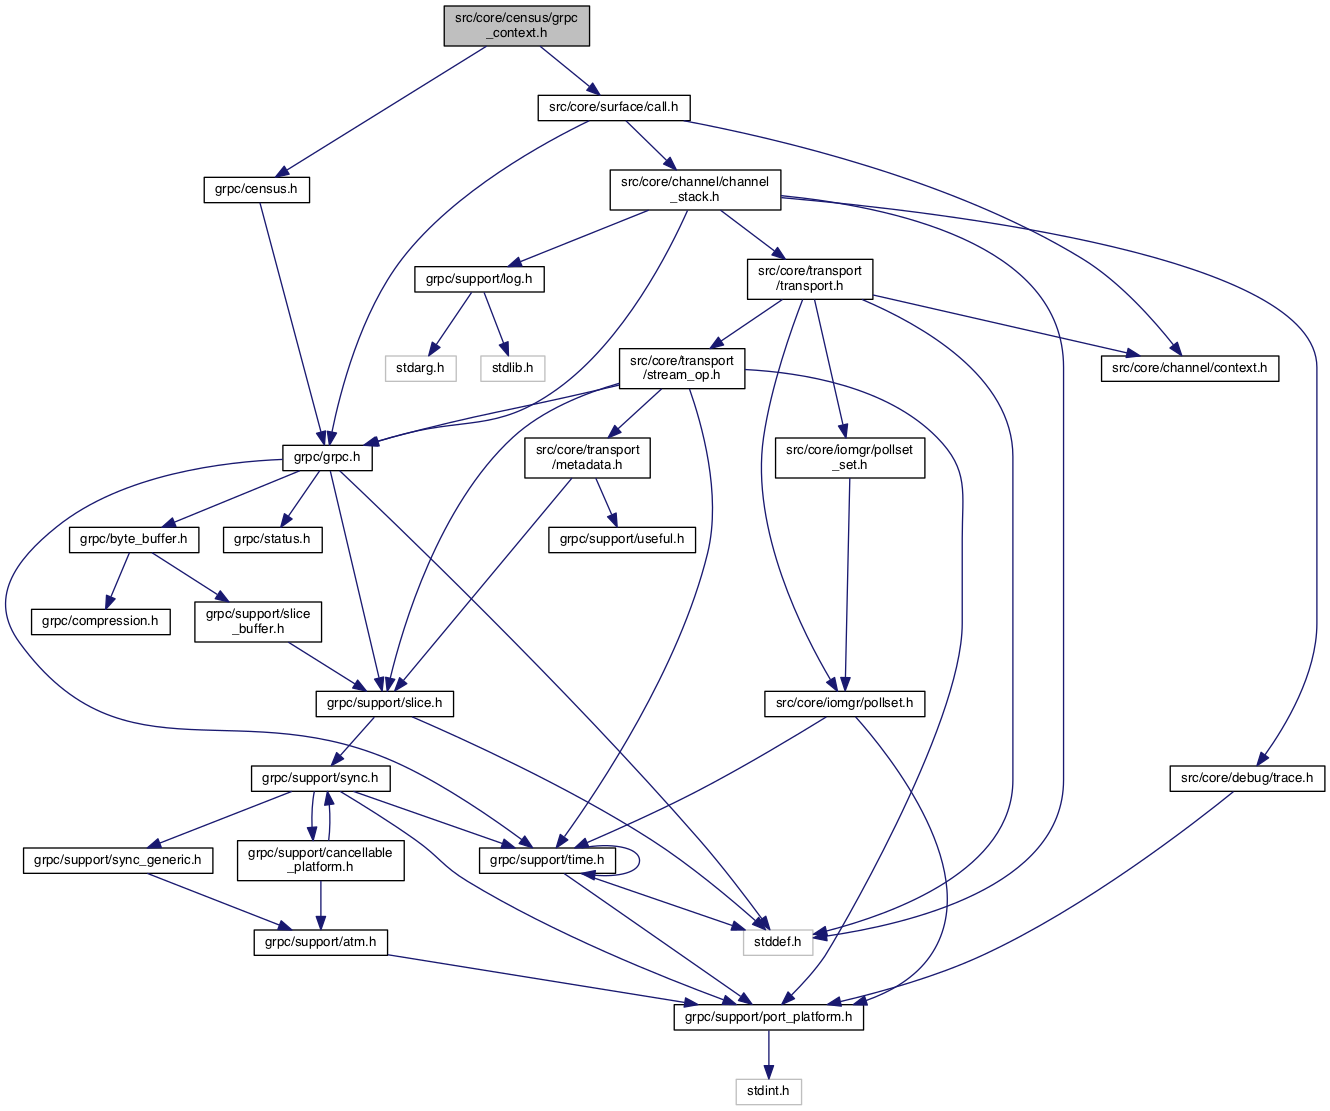 src/core/census/grpc
_context.h
src/core/surface/call.h
grpc/census.h
src/core/channel/channel
_stack.h
grpc/support/log.h
src/core/transport
/transport.h
stdarg.h
stdlib.h
src/core/transport
/stream_op.h
src/core/channel/context.h
grpc/grpc.h
src/core/transport
/metadata.h
src/core/iomgr/pollset
_set.h
grpc/byte_buffer.h
grpc/status.h
grpc/support/useful.h
grpc/compression.h
grpc/support/slice
_buffer.h
grpc/support/slice.h
src/core/iomgr/pollset.h
grpc/support/sync.h
src/core/debug/trace.h
grpc/support/sync_generic.h
grpc/support/cancellable
_platform.h
grpc/support/time.h
grpc/support/atm.h
stddef.h
grpc/support/port_platform.h
stdint.h